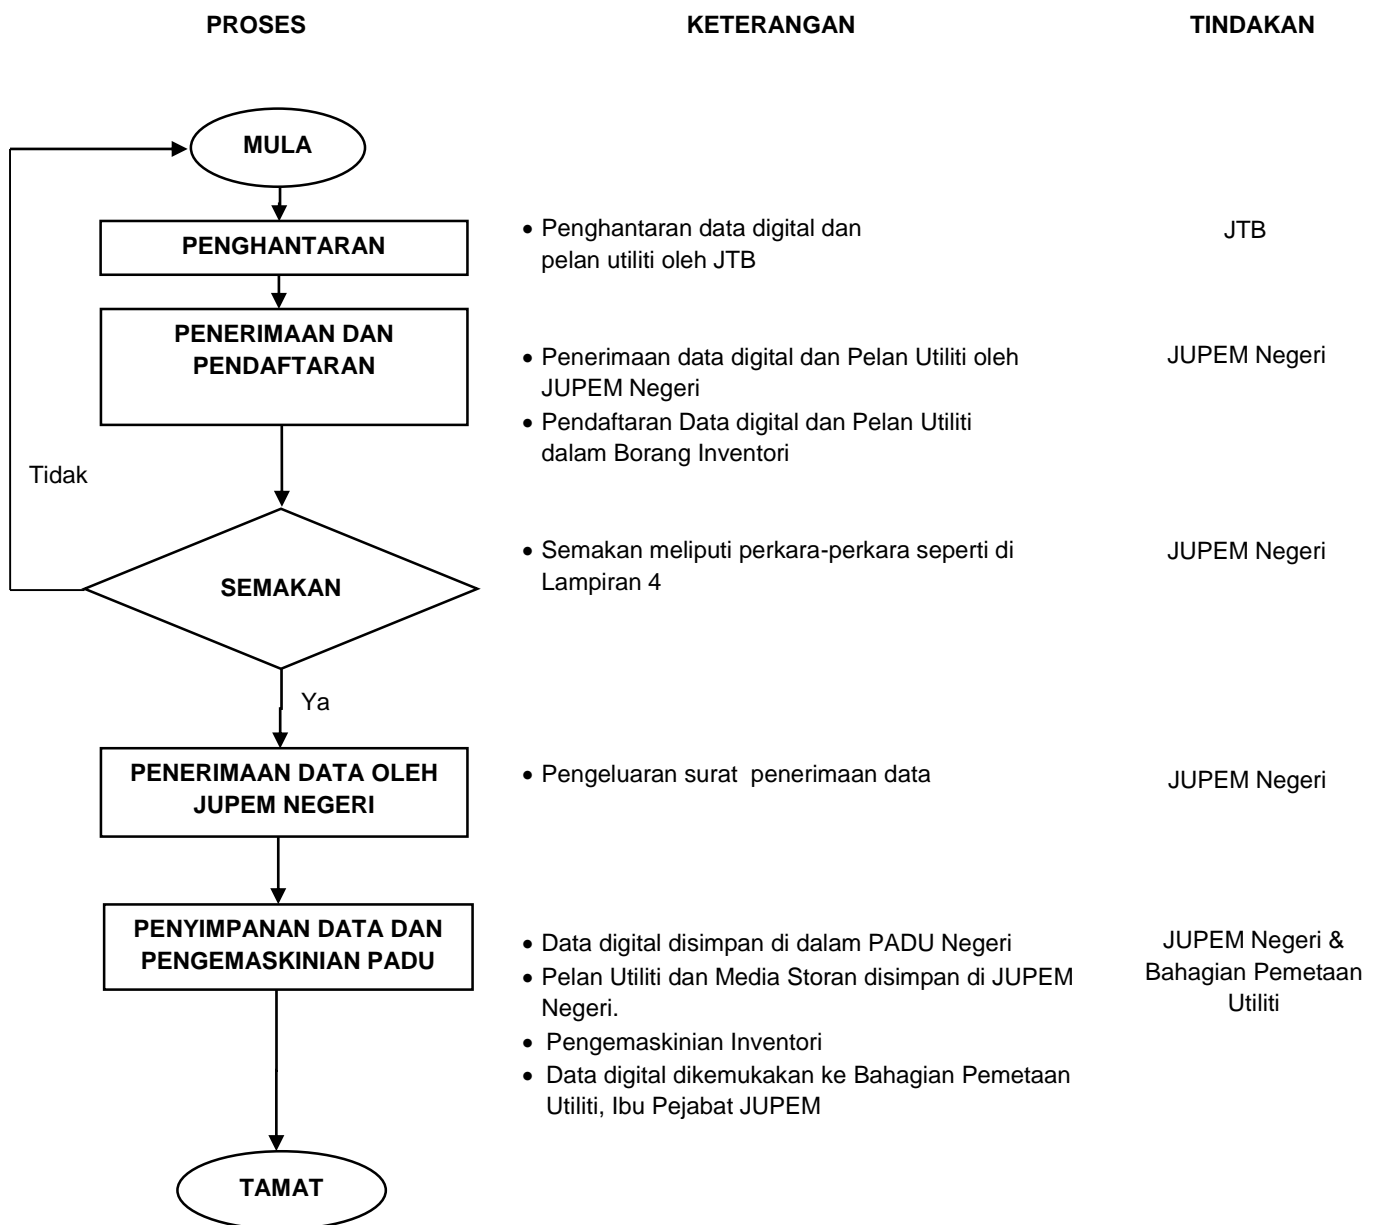 PROSES KETERANGAN TINDAKAN
MULA
PENGHANTARAN
• Penghantaran data digital dan
pelan utiliti oleh JTB
JTB
PENERIMAAN DAN
PENDAFTARAN
• Penerimaan data digital dan Pelan Utiliti oleh
JUPEM Negeri
• Pendaftaran Data digital dan Pelan Utiliti
dalam Borang Inventori
JUPEM Negeri
Tidak
SEMAKAN
• Semakan meliputi perkara-perkara seperti di
Lampiran 4
JUPEM Negeri
Ya
PENERIMAAN DATA OLEH
JUPEM NEGERI
• Pengeluaran surat penerimaan data
JUPEM Negeri
PENYIMPANAN DATA DAN
PENGEMASKINIAN PADU
• Data digital disimpan di dalam PADU Negeri
• Pelan Utiliti dan Media Storan disimpan di JUPEM
Negeri.
• Pengemaskinian Inventori
• Data digital dikemukakan ke Bahagian Pemetaan
Utiliti, Ibu Pejabat JUPEM
JUPEM Negeri &
Bahagian Pemetaan
Utiliti
TAMAT